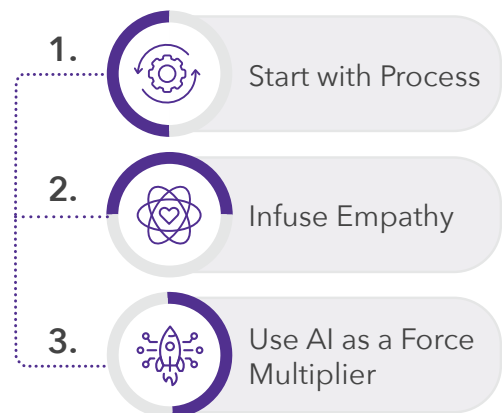 1.
Start with Process
2.
Infuse Empathy
3.
Use AI as a Force
Multiplier